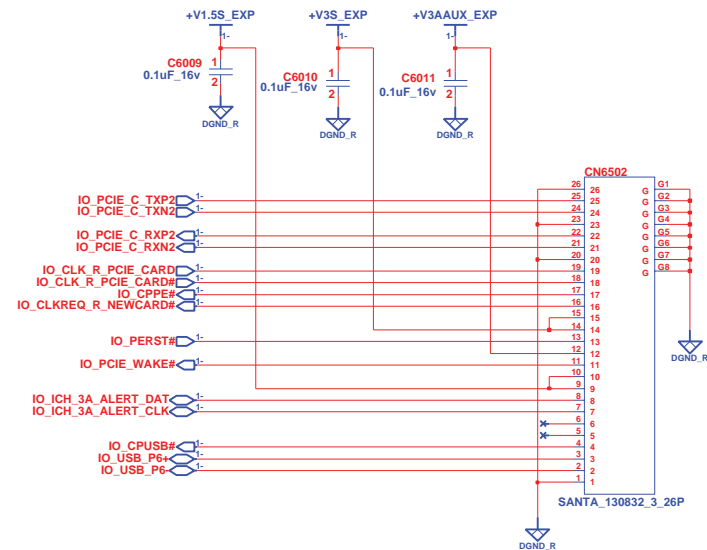 +V1.5S_EXP +V3S_EXP +V3AAUX_EXP
1- 1- 1-
C6009 1
0.1uF_16v 2
C6010 1
0.1uF_16v 2
C6011 1
0.1uF_16v 2
DGND_R DGND_R DGND_R
CN6502
26 26 G G1
IO_PCIE_C_TXP2 1- 25 25 G G2
IO_PCIE_C_TXN2 1- 24 24 G G3
23 23 G G4
IO_PCIE_C_RXP2 1- 22 22 G G5
IO_PCIE_C_RXN2 1- 21 21 G G6
20 20 G G7
IO_CLK_R_PCIE_CARD 1- 19 19 G G8
IO_CLK_R_PCIE_CARD# 1- 18 18
IO_CPPE# 1- 17 17
IO_CLKREQ_R_NEWCARD# 1- 16 16
15 15
14 14
IO_PERST# 1- 13 13
12 12
IO_PCIE_WAKE# 1- 11 11
10 10
9 9
IO_ICH_3A_ALERT_DAT 1- 8 8
IO_ICH_3A_ALERT_CLK 1- 7 7
6 6
5 5
IO_CPUSB# 1- 4 4
IO_USB_P6+ 1- 3 3
IO_USB_P6- 1- 2 2
1 1
DGND_R
SANTA_130832_3_26P
DGND_R